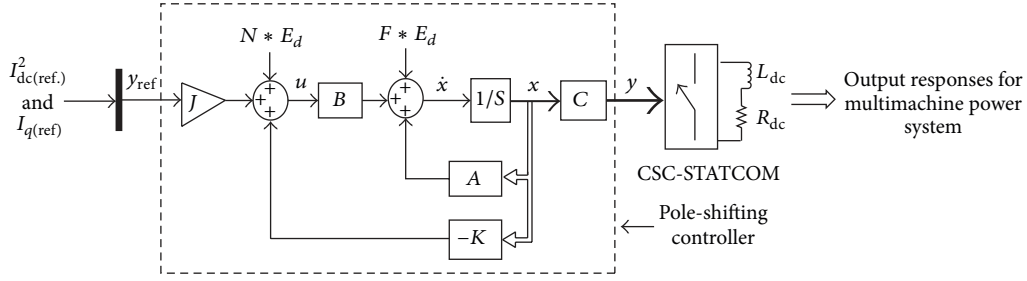 I²dc(ref.)
and
Iq(ref)
yref
J
N * Ed
+
+
+
u
B
F * Ed
+
+
+
ẋ
1/S
x
C
y
A
−K
Ldc
Rdc
CSC-STATCOM
Pole-shifting
controller
Output responses for
multimachine power
system